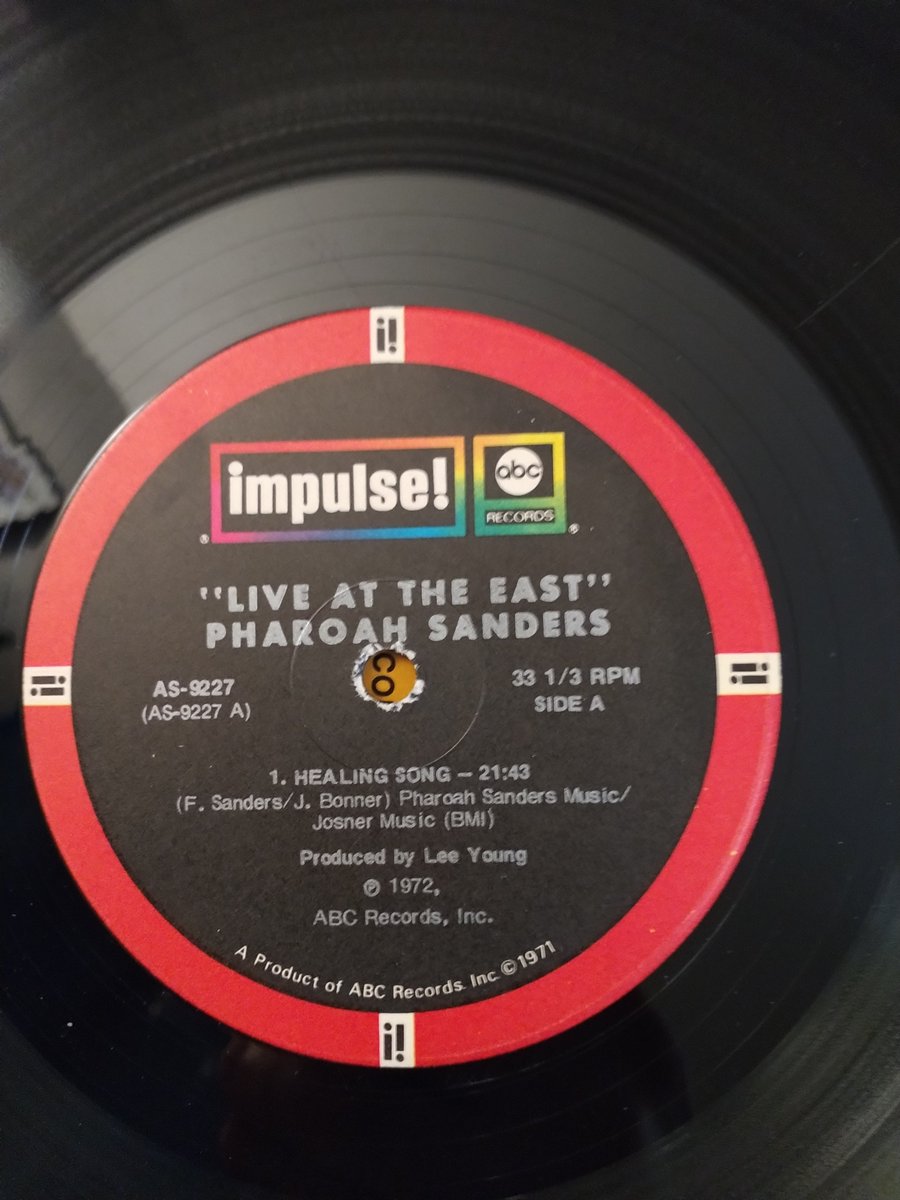 i!
impulse!
abc
RECORDS
®
®
"LIVE AT THE EAST"
PHAROAH SANDERS
CO
AS-9227
(AS-9227 A)
33 1/3 RPM
SIDE A
i!
i!
1. HEALING SONG – 21:43
(F. Sanders/J. Bonner) Pharoah Sanders Music/
Josner Music (BMI)
Produced by Lee Young
℗ 1972,
ABC Records, Inc.
A Product of ABC Records. Inc. © 1971
i!